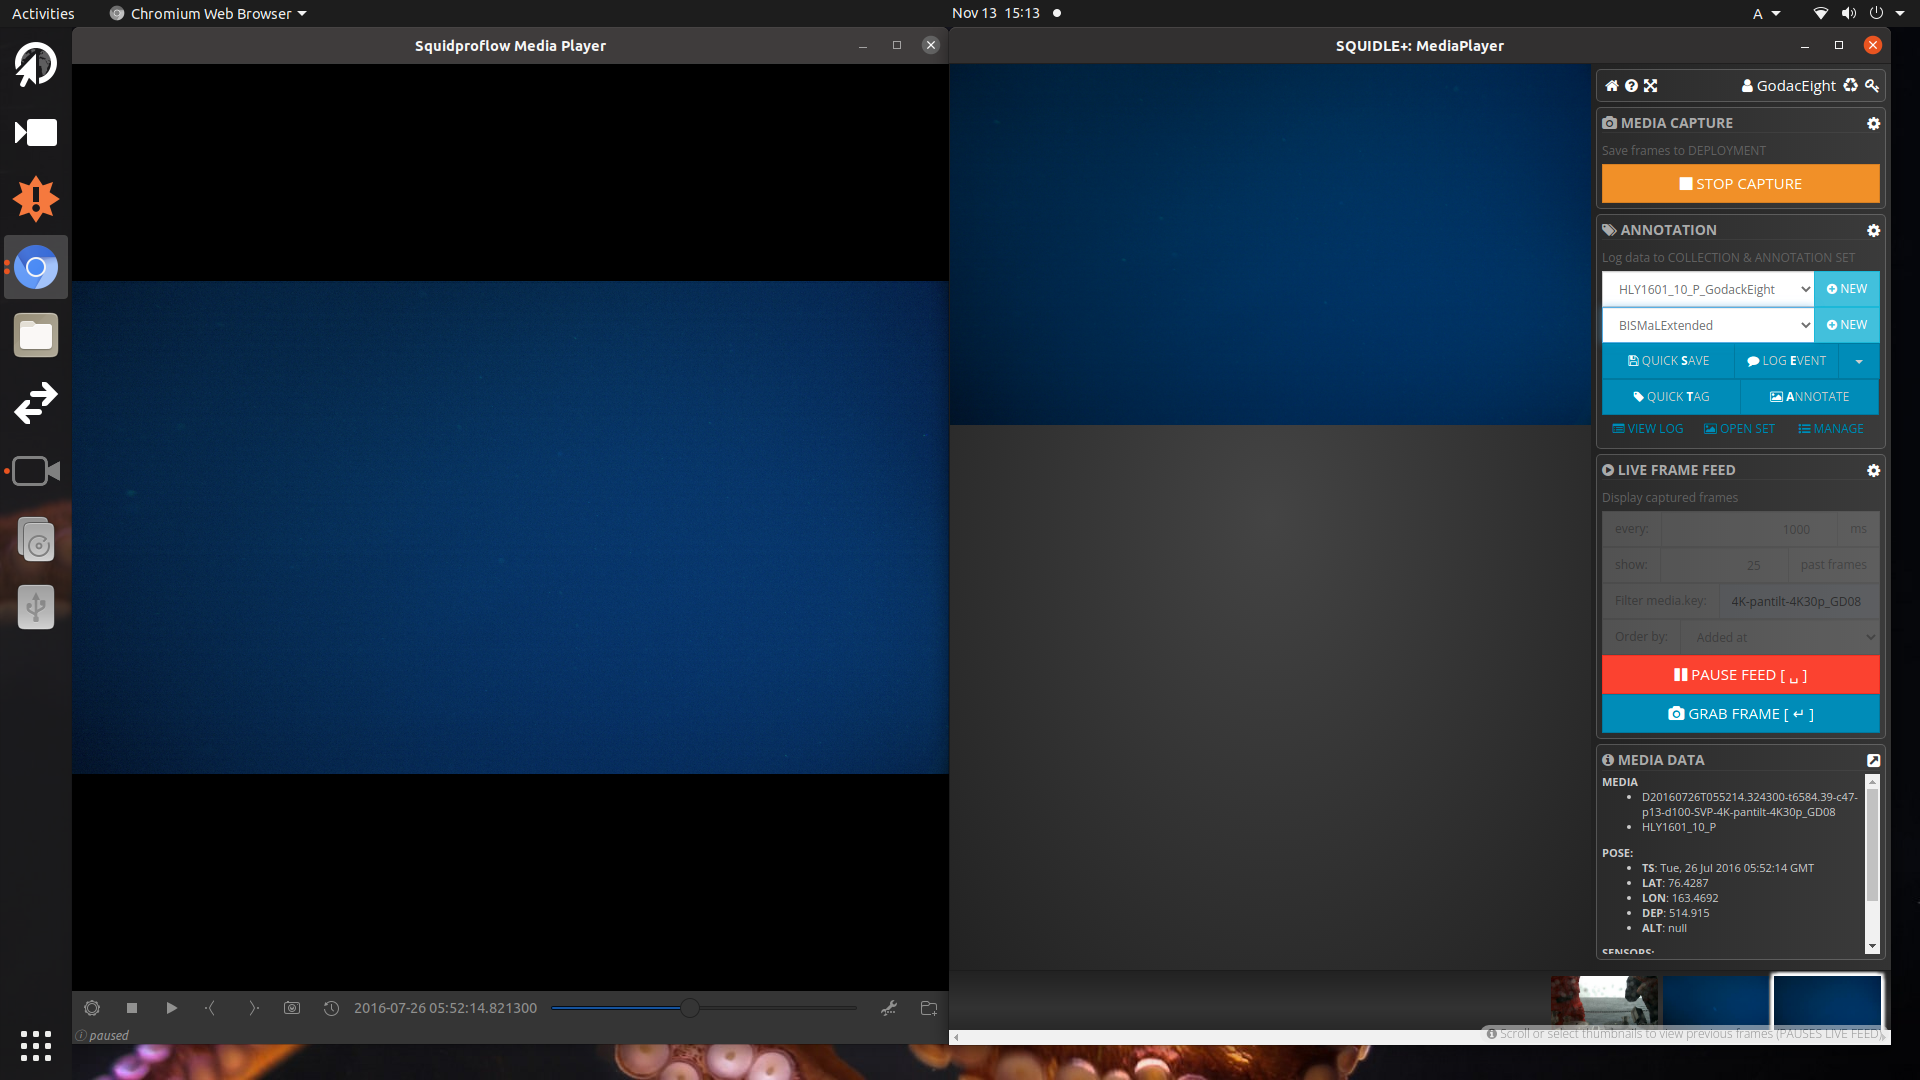 Activities
Chromium Web Browser
Nov 13 15:13
A
Squidproflow Media Player
SQUIDLE+: MediaPlayer
GodacEight
MEDIA CAPTURE
Save frames to DEPLOYMENT
STOP CAPTURE
ANNOTATION
Log data to COLLECTION & ANNOTATION SET
HLY1601_10_P_GodackEight
NEW
BISMaLExtended
NEW
QUICK SAVE
LOG EVENT
QUICK TAG
ANNOTATE
VIEW LOG
OPEN SET
MANAGE
LIVE FRAME FEED
Display captured frames
every: 1000 ms
show: 25 past frames
Filter media.key: 4K-pantilt-4K30p_GD08
Order by: Added at
PAUSE FEED [ ␣ ]
GRAB FRAME [ ↵ ]
MEDIA DATA
MEDIA
D20160726T055214.324300-t6584.39-c47-
p13-d100-SVP-4K-pantilt-4K30p_GD08
HLY1601_10_P
POSE:
TS: Tue, 26 Jul 2016 05:52:14 GMT
LAT: 76.4287
LON: 163.4692
DEP: 514.915
ALT: null
SENSORS:
2016-07-26 05:52:14.821300
paused
Scroll or select thumbnails to view previous frames (PAUSES LIVE FEED)